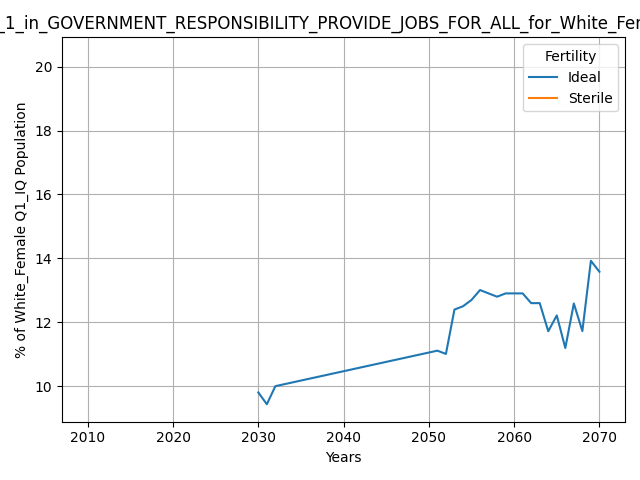 _1_in_GOVERNMENT_RESPONSIBILITY_PROVIDE_JOBS_FOR_ALL_for_White_Fe
Fertility
Ideal
Sterile
% of White_Female Q1_IQ Population
20
18
16
14
12
10
2010 2020 2030 2040 2050 2060 2070
Years